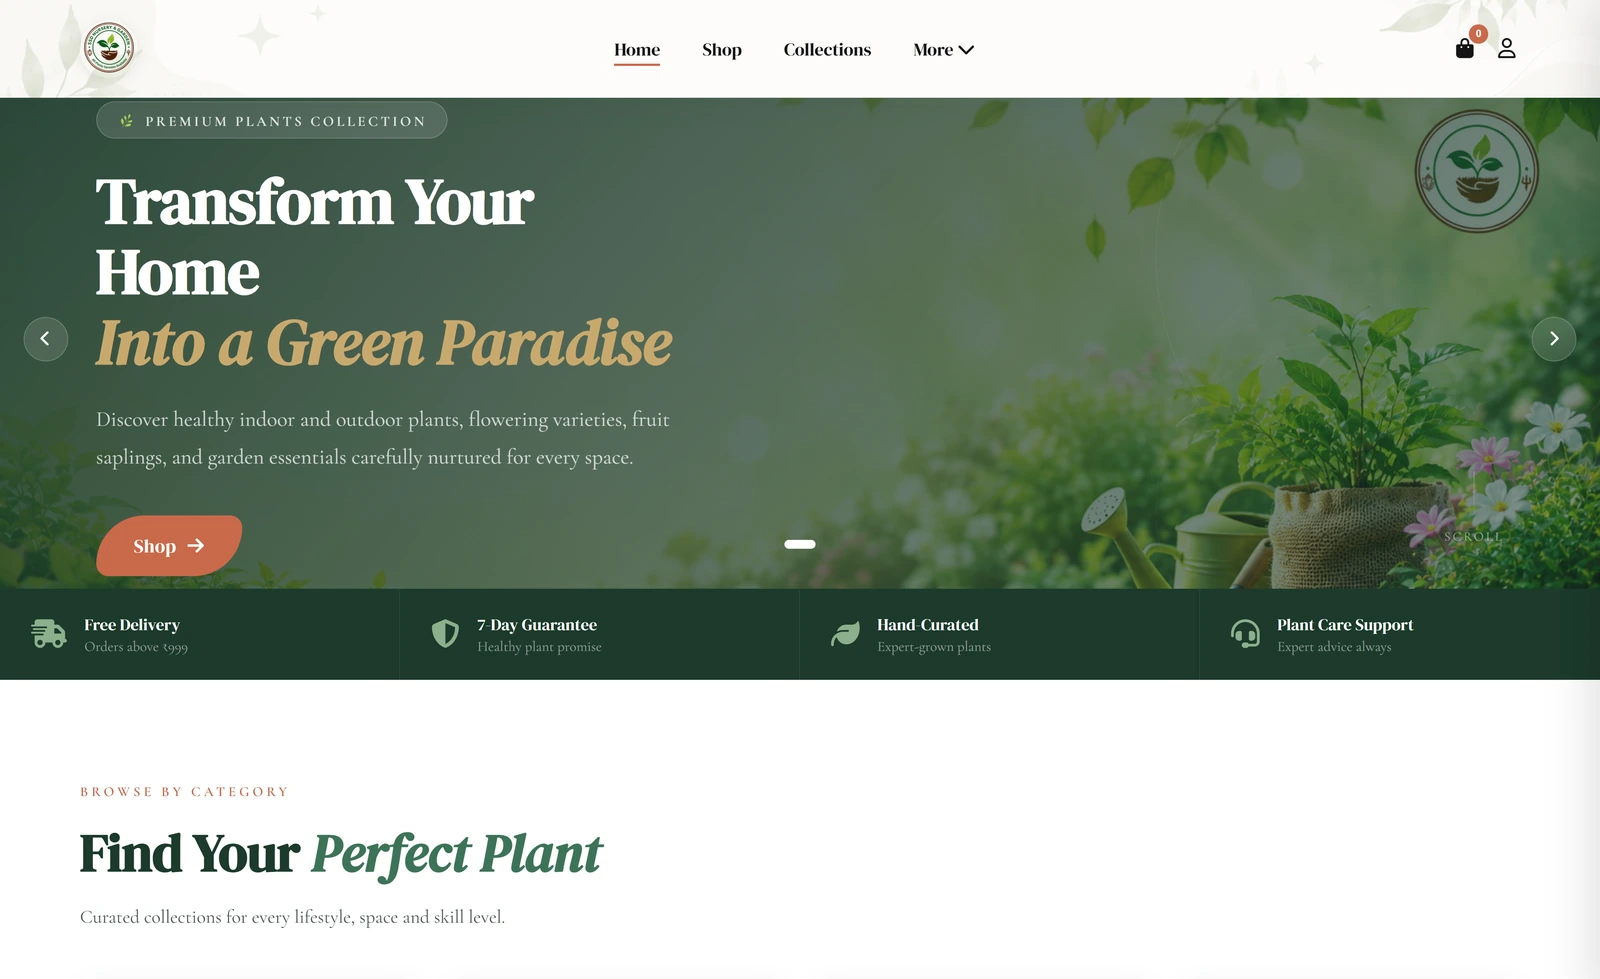 Home
Shop
Collections
More
0
PREMIUM PLANTS COLLECTION
Transform Your
Home
Into a Green Paradise
Discover healthy indoor and outdoor plants, flowering varieties, fruit
saplings, and garden essentials carefully nurtured for every space.
Shop
SCROLL
Free Delivery
Orders above ₹999
7-Day Guarantee
Healthy plant promise
Hand-Curated
Expert-grown plants
Plant Care Support
Expert advice always
BROWSE BY CATEGORY
Find Your Perfect Plant
Curated collections for every lifestyle, space and skill level.